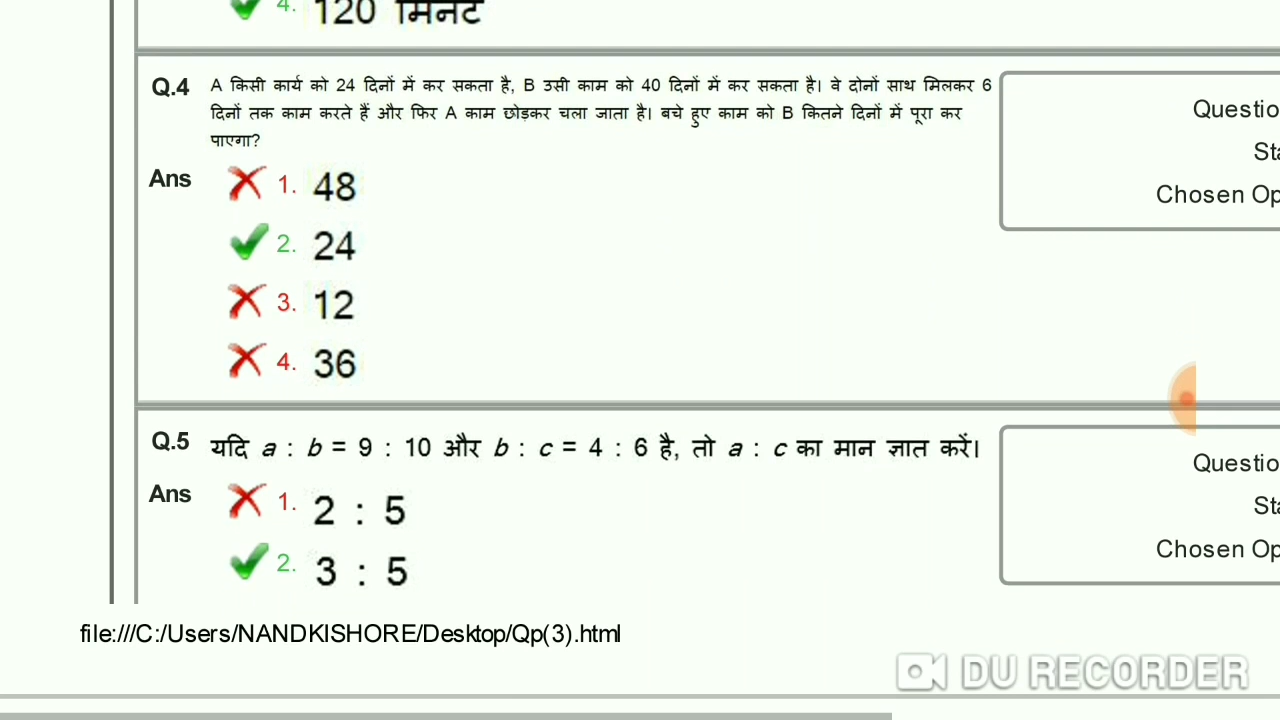 4. 120 मिनट
Q.4 A किसी कार्य को 24 दिनों में कर सकता है, B उसी काम को 40 दिनों में कर सकता है। वे दोनों साथ मिलकर 6
दिनों तक काम करते हैं और फिर A काम छोड़कर चला जाता है। बचे हुए काम को B कितने दिनों में पूरा कर
पाएगा?
Ans
1. 48
2. 24
3. 12
4. 36
Questio
Sta
Chosen Op
Q.5 यदि a : b = 9 : 10 और b : c = 4 : 6 है, तो a : c का मान ज्ञात करें।
Ans
1. 2 : 5
2. 3 : 5
Questio
Sta
Chosen Op
file:///C:/Users/NANDKISHORE/Desktop/Qp(3).html
DU RECORDER